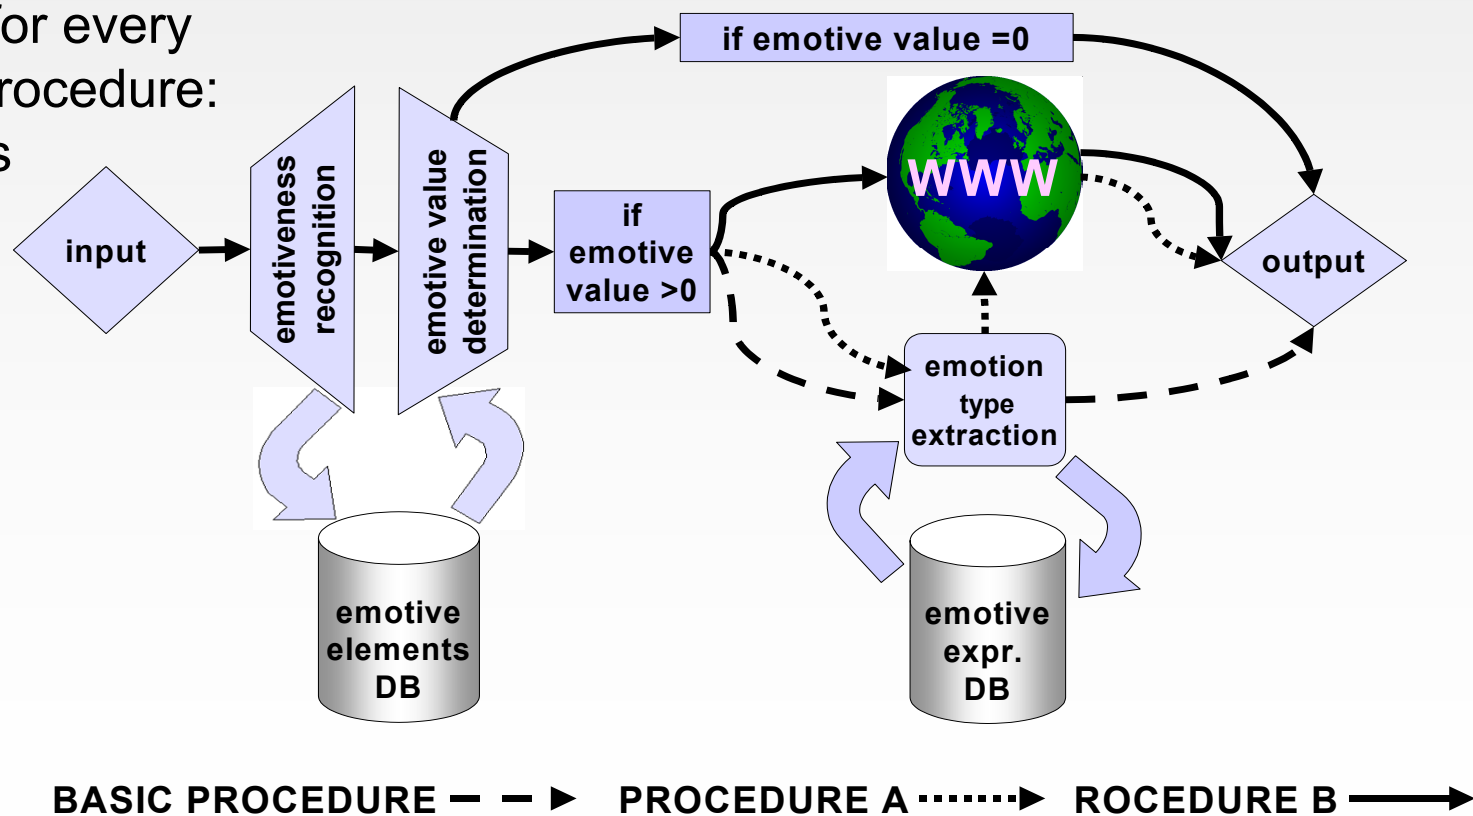 for every
rocedure:
s
if emotive value =0
input
emotiveness
recognition
emotive value
determination
if
emotive
value >0
www
output
emotion
type
extraction
emotive
elements
DB
emotive
expr.
DB
BASIC PROCEDURE
PROCEDURE A
ROCEDURE B